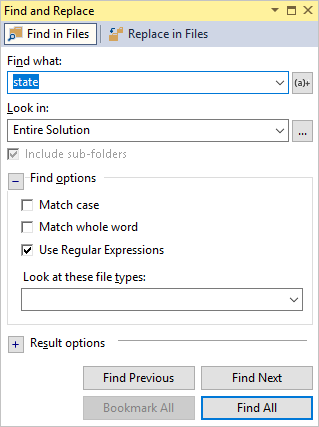 Find and Replace
Find in Files Replace in Files
Find what:
state
(a)+
Look in:
Entire Solution
...
Include sub-folders
Find options
Match case
Match whole word
Use Regular Expressions
Look at these file types:
Result options
Find Previous Find Next
Bookmark All Find All